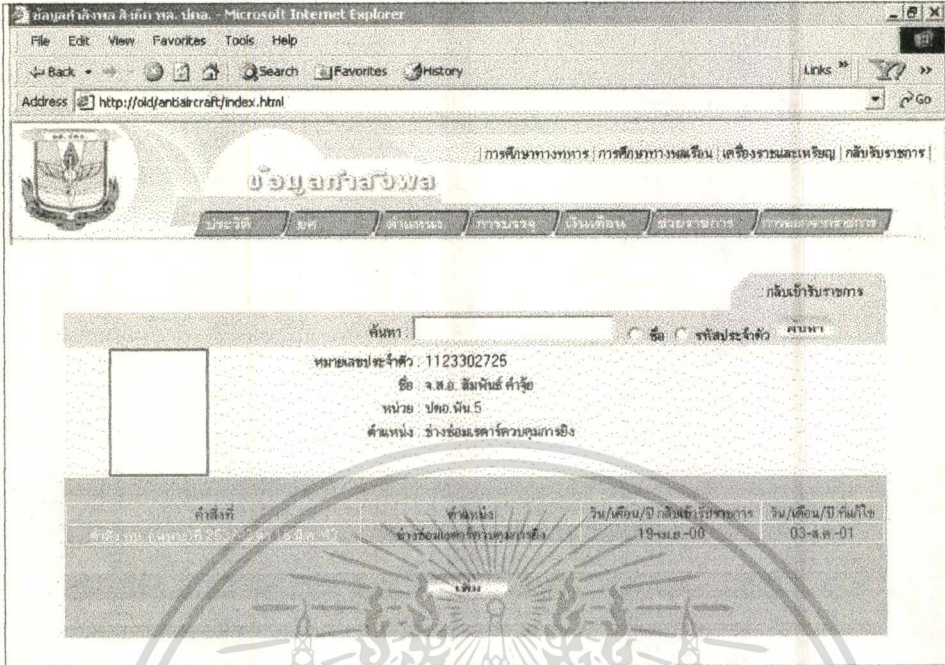 ข้อมูลกำลังพล สังกัด พล. ปตอ. - Microsoft Internet Explorer
File Edit View Favorites Tools Help
Back Search Favorites History Links »
Address http://old/antiaircraft/index.html Go
| การศึกษาทางทหาร | การศึกษาทางพลเรือน | เครื่องราชและเหรียญ | กลับรับราชการ |
ข้อมูลกำลังพล
ประวัติ ยศ ตำแหน่ง การบรรจุ เงินเดือน ช่วยราชการ
กลับเข้ารับราชการ
ค้นหา : ชื่อ รหัสประจำตัว ค้นหา
หมายเลขประจำตัว : 1123302725
ชื่อ : จ.ส.อ. สัมพันธ์ คำจุ้ย
หน่วย : ปตอ.พัน.5
ตำแหน่ง : ช่างซ่อมเรดาร์ควบคุมการยิง
คำสั่งที่ ตำแหน่ง วัน/เดือน/ปี กลับเข้ารับราชการ วัน/เดือน/ปี ที่แก้ไข
ช่างซ่อมเรดาร์ควบคุมการยิง 19-เม.ย.-00 03-ส.ค.-01
เพิ่ม